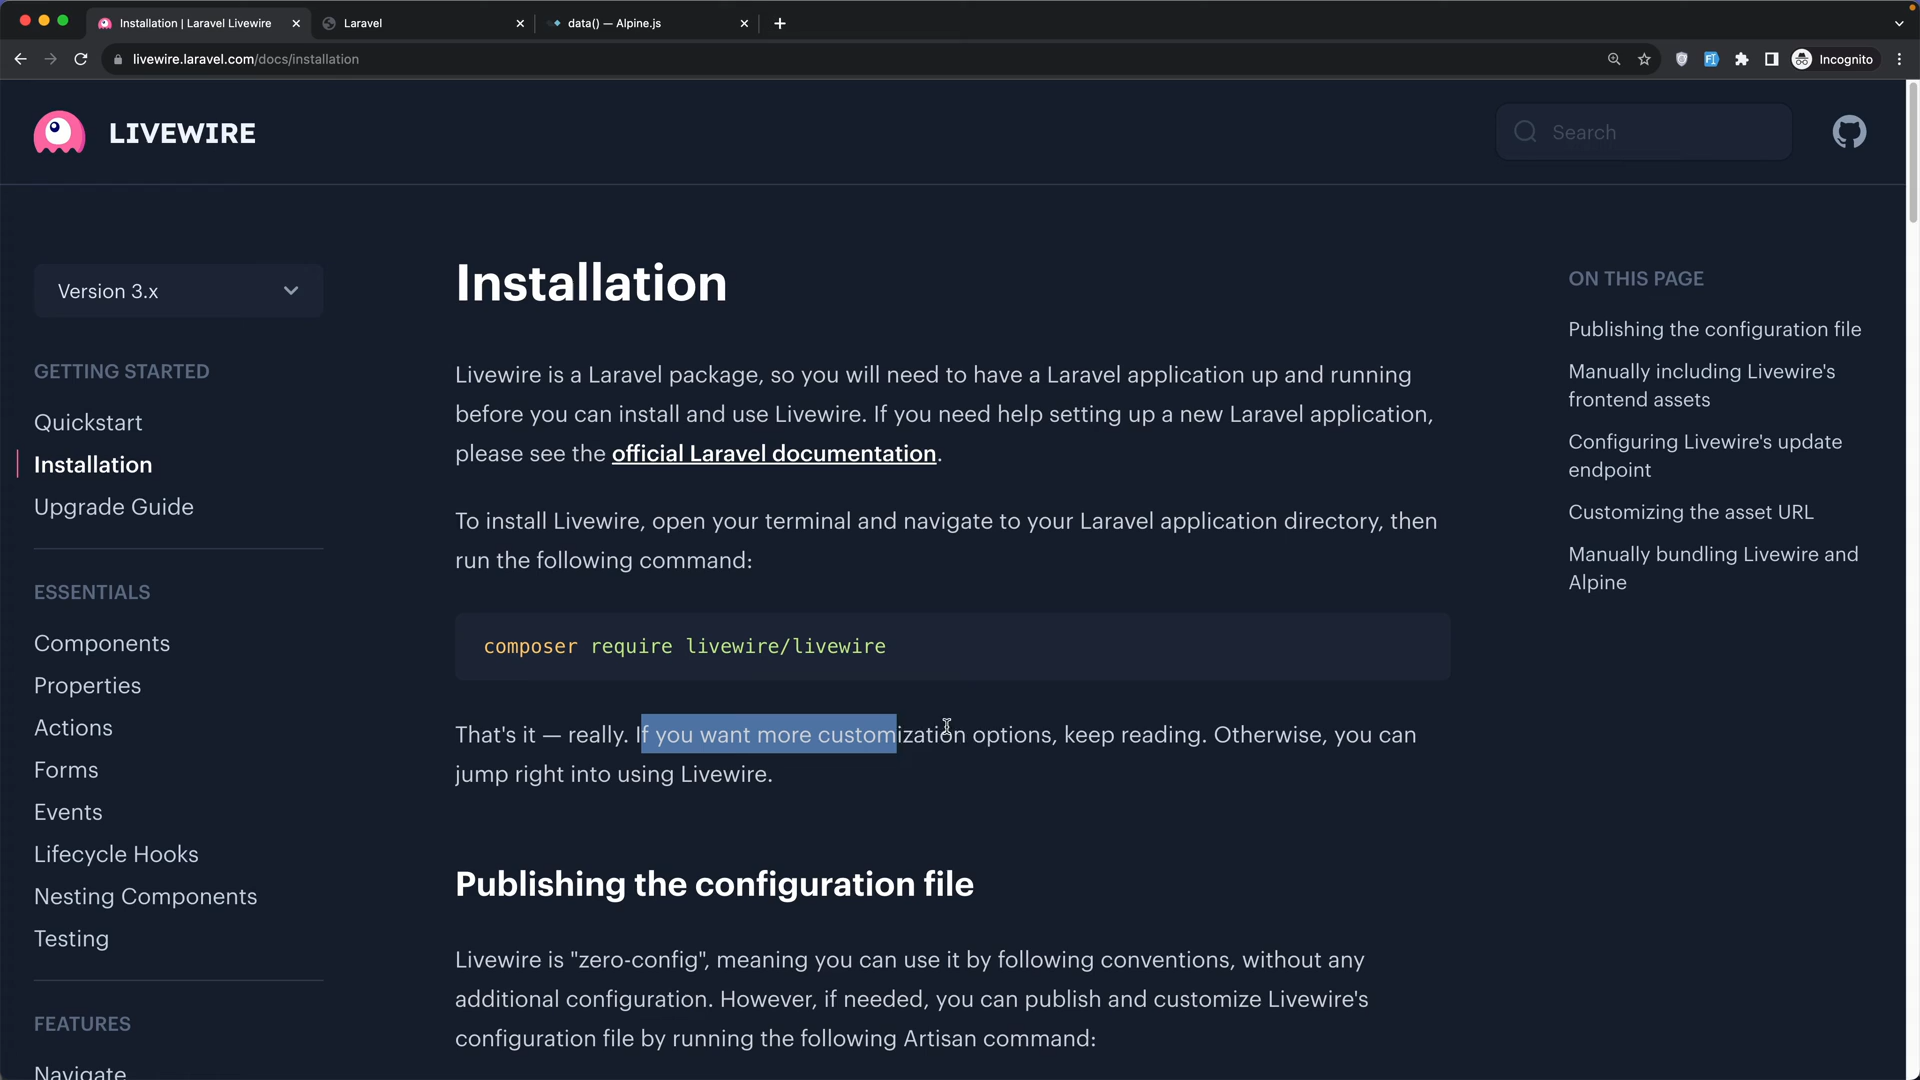 Installation | Laravel Livewire
Laravel
data() — Alpine.js
livewire.laravel.com/docs/installation
Incognito
LIVEWIRE
Search
Version 3.x
GETTING STARTED
Quickstart
Installation
Upgrade Guide
ESSENTIALS
Components
Properties
Actions
Forms
Events
Lifecycle Hooks
Nesting Components
Testing
FEATURES
Navigate
Installation
Livewire is a Laravel package, so you will need to have a Laravel application up and running
before you can install and use Livewire. If you need help setting up a new Laravel application,
please see the official Laravel documentation.
To install Livewire, open your terminal and navigate to your Laravel application directory, then
run the following command:
composer require livewire/livewire
That's it — really. If you want more customization options, keep reading. Otherwise, you can
jump right into using Livewire.
Publishing the configuration file
Livewire is "zero-config", meaning you can use it by following conventions, without any
additional configuration. However, if needed, you can publish and customize Livewire's
configuration file by running the following Artisan command:
ON THIS PAGE
Publishing the configuration file
Manually including Livewire's
frontend assets
Configuring Livewire's update
endpoint
Customizing the asset URL
Manually bundling Livewire and
Alpine